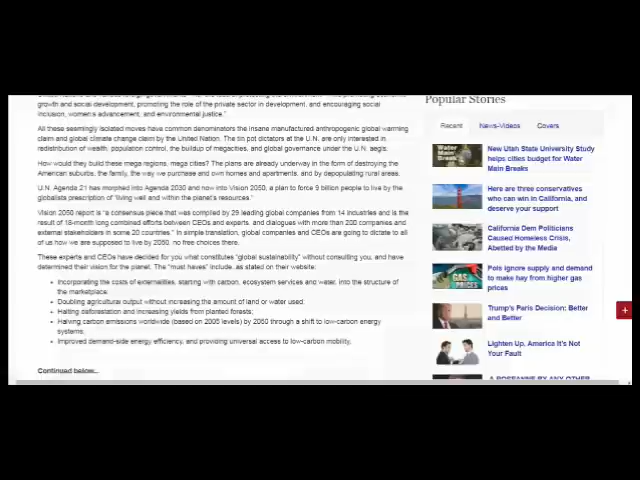 growth and social development, promoting the role of the private sector in development, and encouraging social
inclusion, women's advancement, and environmental justice."
All these seemingly isolated moves have common denominators the insane manufactured anthropogenic global warming
claim and global climate change claim by the United Nation. The tin pot dictators at the U.N. are only interested in
redistribution of wealth, population control, the buildup of megacities, and global governance under the U.N. aegis.
How would they build these mega regions, mega cities? The plans are already underway in the form of destroying the
American suburbs, the family, the way we purchase and own homes and apartments, and by depopulating rural areas.
U.N. Agenda 21 has morphed into Agenda 2030 and now into Vision 2050, a plan to force 9 billion people to live by the
globalists prescription of "living well and within the planet's resources."
Vision 2050 report is "a consensus piece that was compiled by 29 leading global companies from 14 industries and is the
result of 18-month long combined efforts between CEOs and experts, and dialogues with more than 200 companies and
external stakeholders in some 20 countries." In simple translation, global companies and CEOs are going to dictate to all
of us how we are supposed to live by 2050, no free choices there.
These experts and CEOs have decided for you what constitutes "global sustainability" without consulting you, and have
determined their vision for the planet. The "must haves" include, as stated on their website:
Incorporating the costs of externalities, starting with carbon, ecosystem services and water, into the structure of
the marketplace.
Doubling agricultural output without increasing the amount of land or water used;
Halting deforestation and increasing yields from planted forests;
Halving carbon emissions worldwide (based on 2005 levels) by 2050 through a shift to low-carbon energy
systems;
Improved demand-side energy efficiency, and providing universal access to low-carbon mobility.
Continued below...
Popular Stories
Recent News-Videos Covers
Water
Main
Break
New Utah State University Study
helps cities budget for Water
Main Breaks
Here are three conservatives
who can win in California, and
deserve your support
California Dem Politicians
Caused Homeless Crisis,
Abetted by the Media
GAS
PRICES
Pols ignore supply and demand
to make hay from higher gas
prices
Trump's Paris Decision: Better
and Better
Lighten Up, America It's Not
Your Fault
A ROSEANNE BY ANY OTHER
+